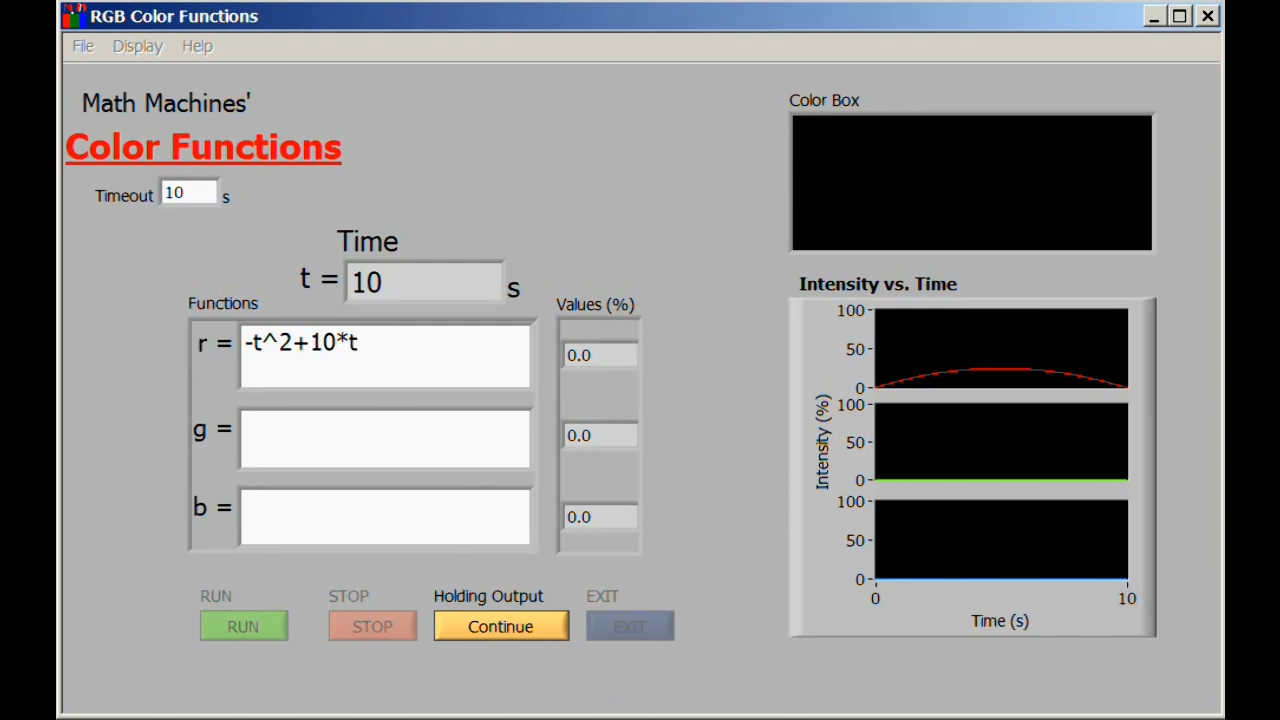 RGB Color Functions
File Display Help
Math Machines'
Color Functions
Timeout 10 s
Time
t = 10 s
Functions
Values (%)
r = -t^2+10*t
0.0
g =
0.0
b =
0.0
RUN
STOP
Holding Output
EXIT
RUN
STOP
Continue
EXIT
Color Box
Intensity vs. Time
Intensity (%)
100
50
0
100
50
0
100
50
0
0 10
Time (s)